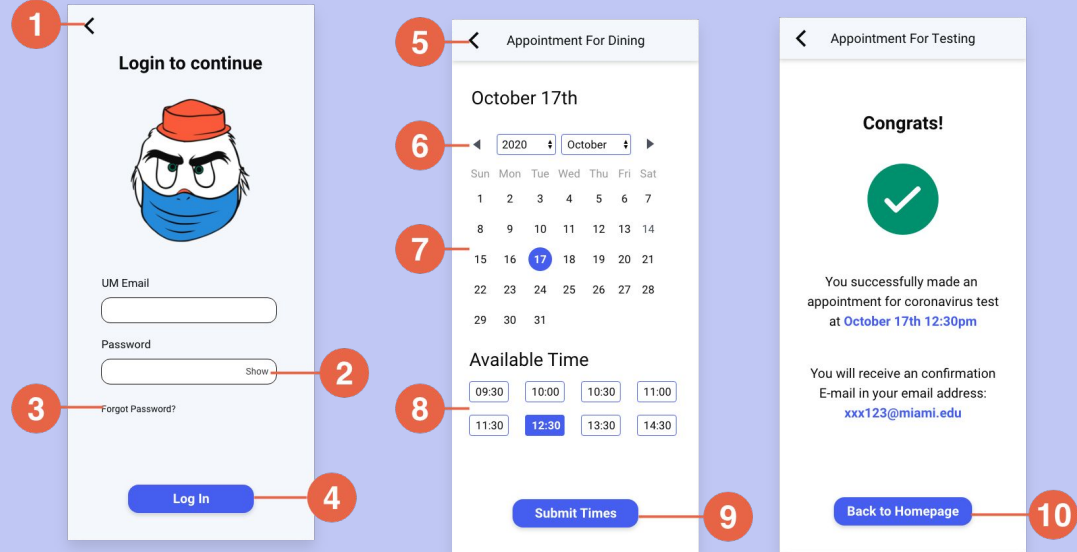 1
Login to continue
UM Email
Password
Show
2
3
Forgot Password?
Log In
4
5
Appointment For Dining
October 17th
6
2020 October
Sun Mon Tue Wed Thu Fri Sat
1 2 3 4 5 6 7
8 9 10 11 12 13 14
7
15 16 17 18 19 20 21
22 23 24 25 26 27 28
29 30 31
Available Time
09:30 10:00 10:30 11:00
8
11:30 12:30 13:30 14:30
Submit Times
9
Appointment For Testing
Congrats!
You successfully made an
appointment for coronavirus test
at October 17th 12:30pm
You will receive an confirmation
E-mail in your email address:
xxx123@miami.edu
Back to Homepage
10